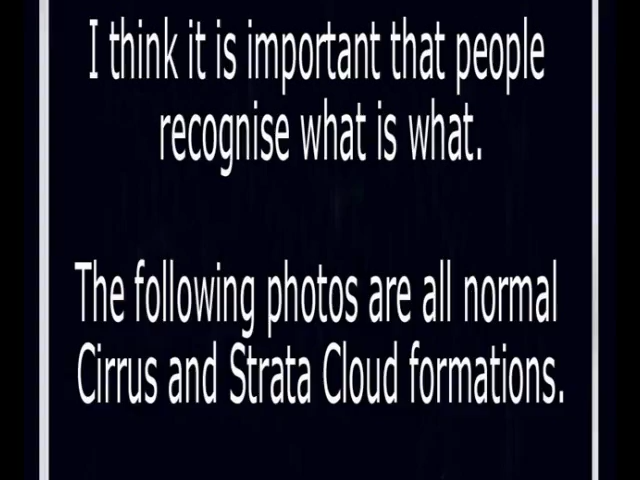 I think it is important that people
recognise what is what.
The following photos are all normal
Cirrus and Strata Cloud formations.